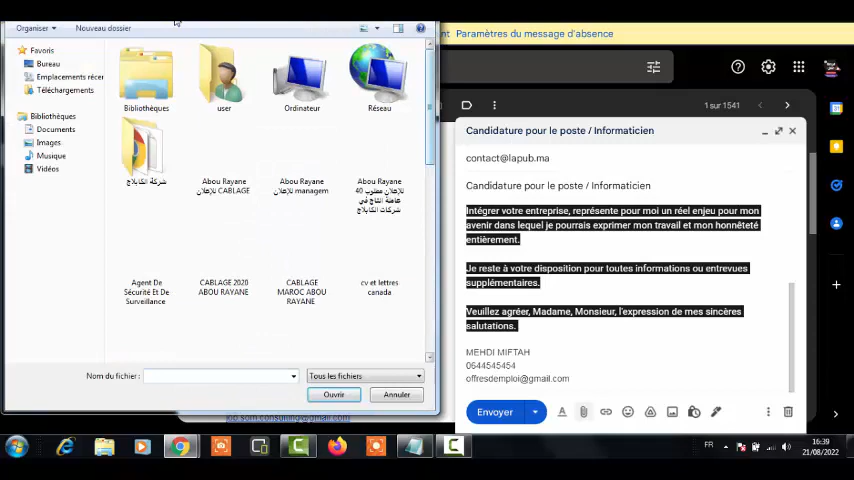 Organiser
Nouveau dossier
Favoris
Bureau
Emplacements récer
Téléchargements
Bibliothèques
Documents
Images
Musique
Vidéos
Bibliothèques
user
Ordinateur
Réseau
شركة الكابلاج
Abou Rayane
للإعلان CABLAGE
Abou Rayane
للإعلان managem
Abou Rayane
للإعلان مطلوب 40
عاملة انتاج في
شركات الكابلاج
Agent De
Sécurité Et De
Surveillance
CABLAGE 2020
ABOU RAYANE
CABLAGE
MAROC ABOU
RAYANE
cv et lettres
canada
Nom du fichier :
Tous les fichiers
Ouvrir
Annuler
ent Paramètres du message d'absence
1 sur 1541
Candidature pour le poste / Informaticien
contact@lapub.ma
Candidature pour le poste / Informaticien
Intégrer votre entreprise, représente pour moi un réel enjeu pour mon
avenir dans lequel je pourrais exprimer mon travail et mon honnêteté
entièrement.
Je reste à votre disposition pour toutes informations ou entrevues
supplémentaires.
Veuillez agréer, Madame, Monsieur, l'expression de mes sincères
salutations.
MEHDI MIFTAH
0644545454
offresdemploi@gmail.com
Envoyer
FR
16:39
21/08/2022